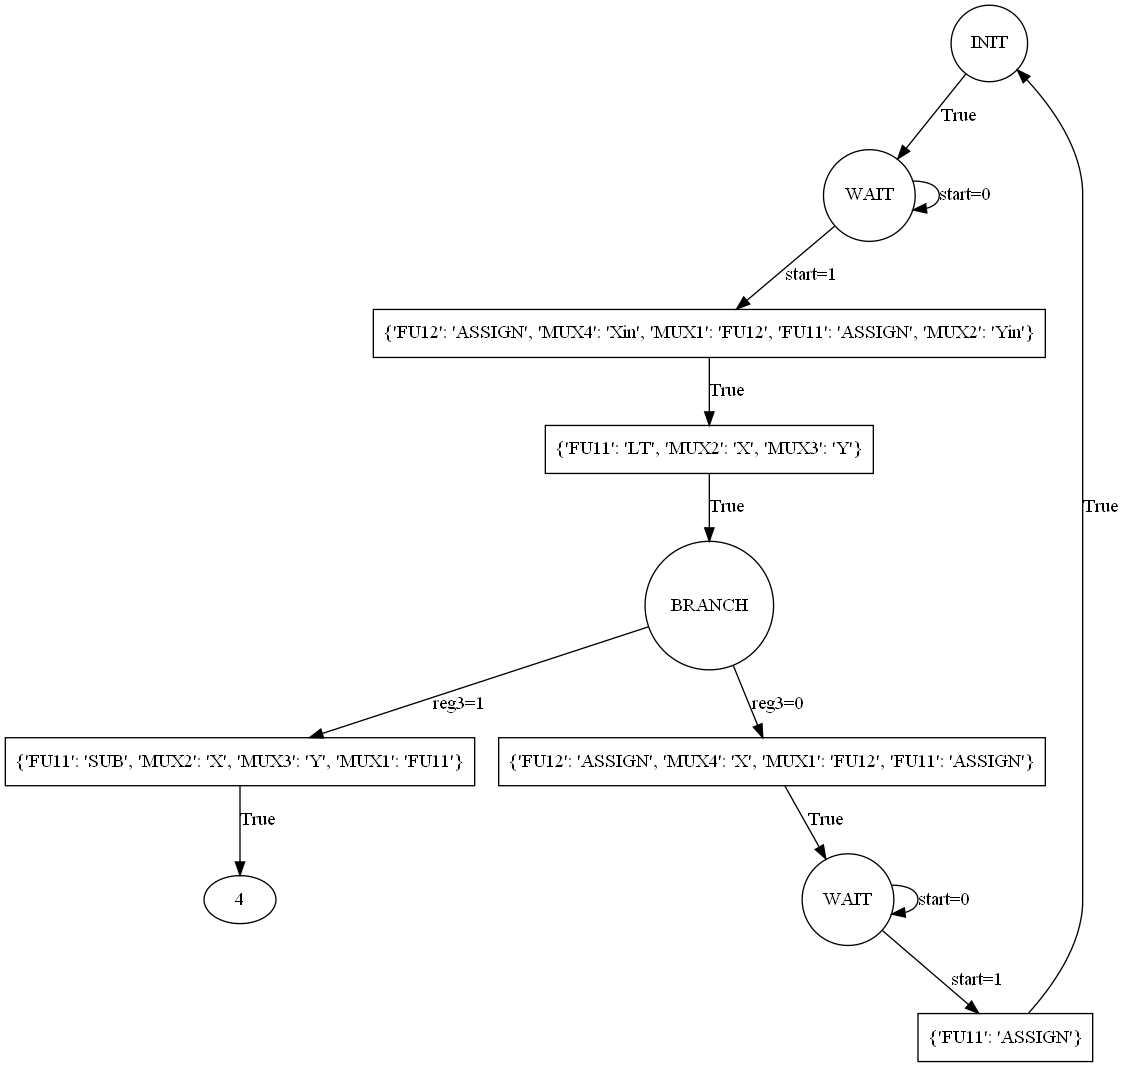 INIT
True
WAIT
start=0
start=1
{'FU12': 'ASSIGN', 'MUX4': 'Xin', 'MUX1': 'FU12', 'FU11': 'ASSIGN', 'MUX2': 'Yin'}
True
{'FU11': 'LT', 'MUX2': 'X', 'MUX3': 'Y'}
True
True
BRANCH
reg3=1
reg3=0
{'FU11': 'SUB', 'MUX2': 'X', 'MUX3': 'Y', 'MUX1': 'FU11'}
{'FU12': 'ASSIGN', 'MUX4': 'X', 'MUX1': 'FU12', 'FU11': 'ASSIGN'}
True
True
4
WAIT
start=0
start=1
{'FU11': 'ASSIGN'}